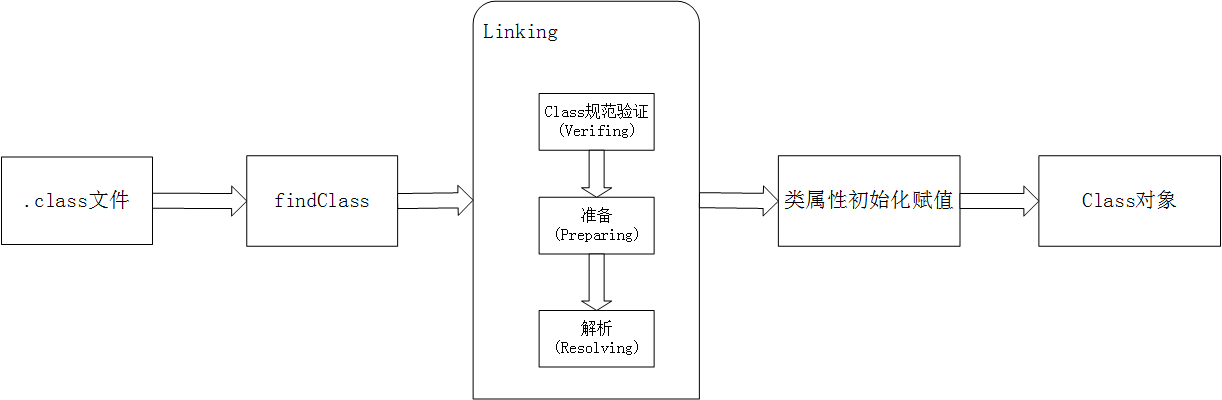 .class文件
findClass
Linking
Class规范验证
(Verifing)
准备
(Preparing)
解析
(Resolving)
类属性初始化赋值
Class对象